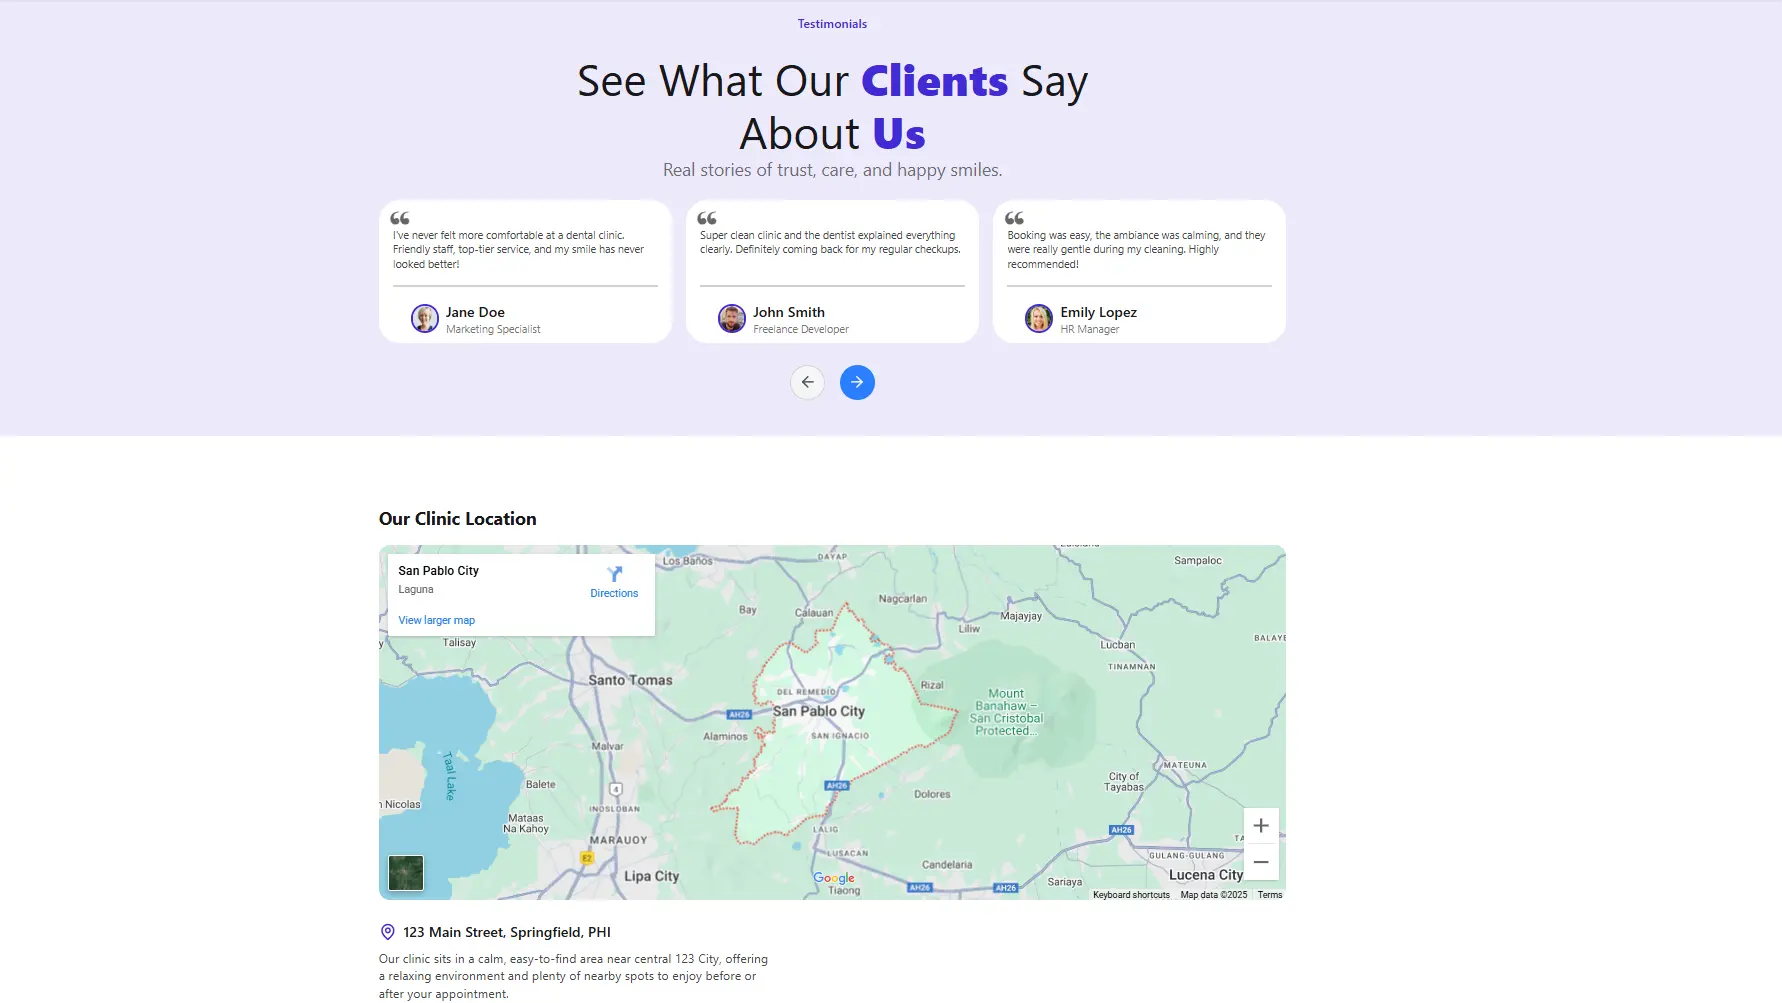 Testimonials
See What Our Clients Say
About Us
Real stories of trust, care, and happy smiles.
I've never felt more comfortable at a dental clinic.
Friendly staff, top-tier service, and my smile has never
looked better!
Jane Doe
Marketing Specialist
Super clean clinic and the dentist explained everything
clearly. Definitely coming back for my regular checkups.
John Smith
Freelance Developer
Booking was easy, the ambiance was calming, and they
were really gentle during my cleaning. Highly
recommended!
Emily Lopez
HR Manager
Our Clinic Location
San Pablo City
Laguna
Directions
View larger map
Los Baños
DAYAP
Sampaloc
Bay
Calauan
Nagcarlan
Majayjay
Liliw
Talisay
Lucban
BALAYE
TINAMNAN
Santo Tomas
Rizal
DEL REMEDIO
San Pablo City
AH26
Mount
Banahaw –
San Cristobal
Protected...
Alaminos
SAN IGNACIO
Malvar
Taal Lake
MATEUNA
City of
Tayabas
Balete
AH26
4
Dolores
n Nicolas
INOSLOBAN
Mataas
Na Kahoy
LALIG
AH26
MARAUOY
E2
LUSACAN
GULANG-GULANG
Candelaria
Lipa City
Google
Tiaong
AH26
AH26
Sariaya
Lucena City
Keyboard shortcuts
Map data ©2025
Terms
123 Main Street, Springfield, PHI
Our clinic sits in a calm, easy-to-find area near central 123 City, offering
a relaxing environment and plenty of nearby spots to enjoy before or
after your appointment.